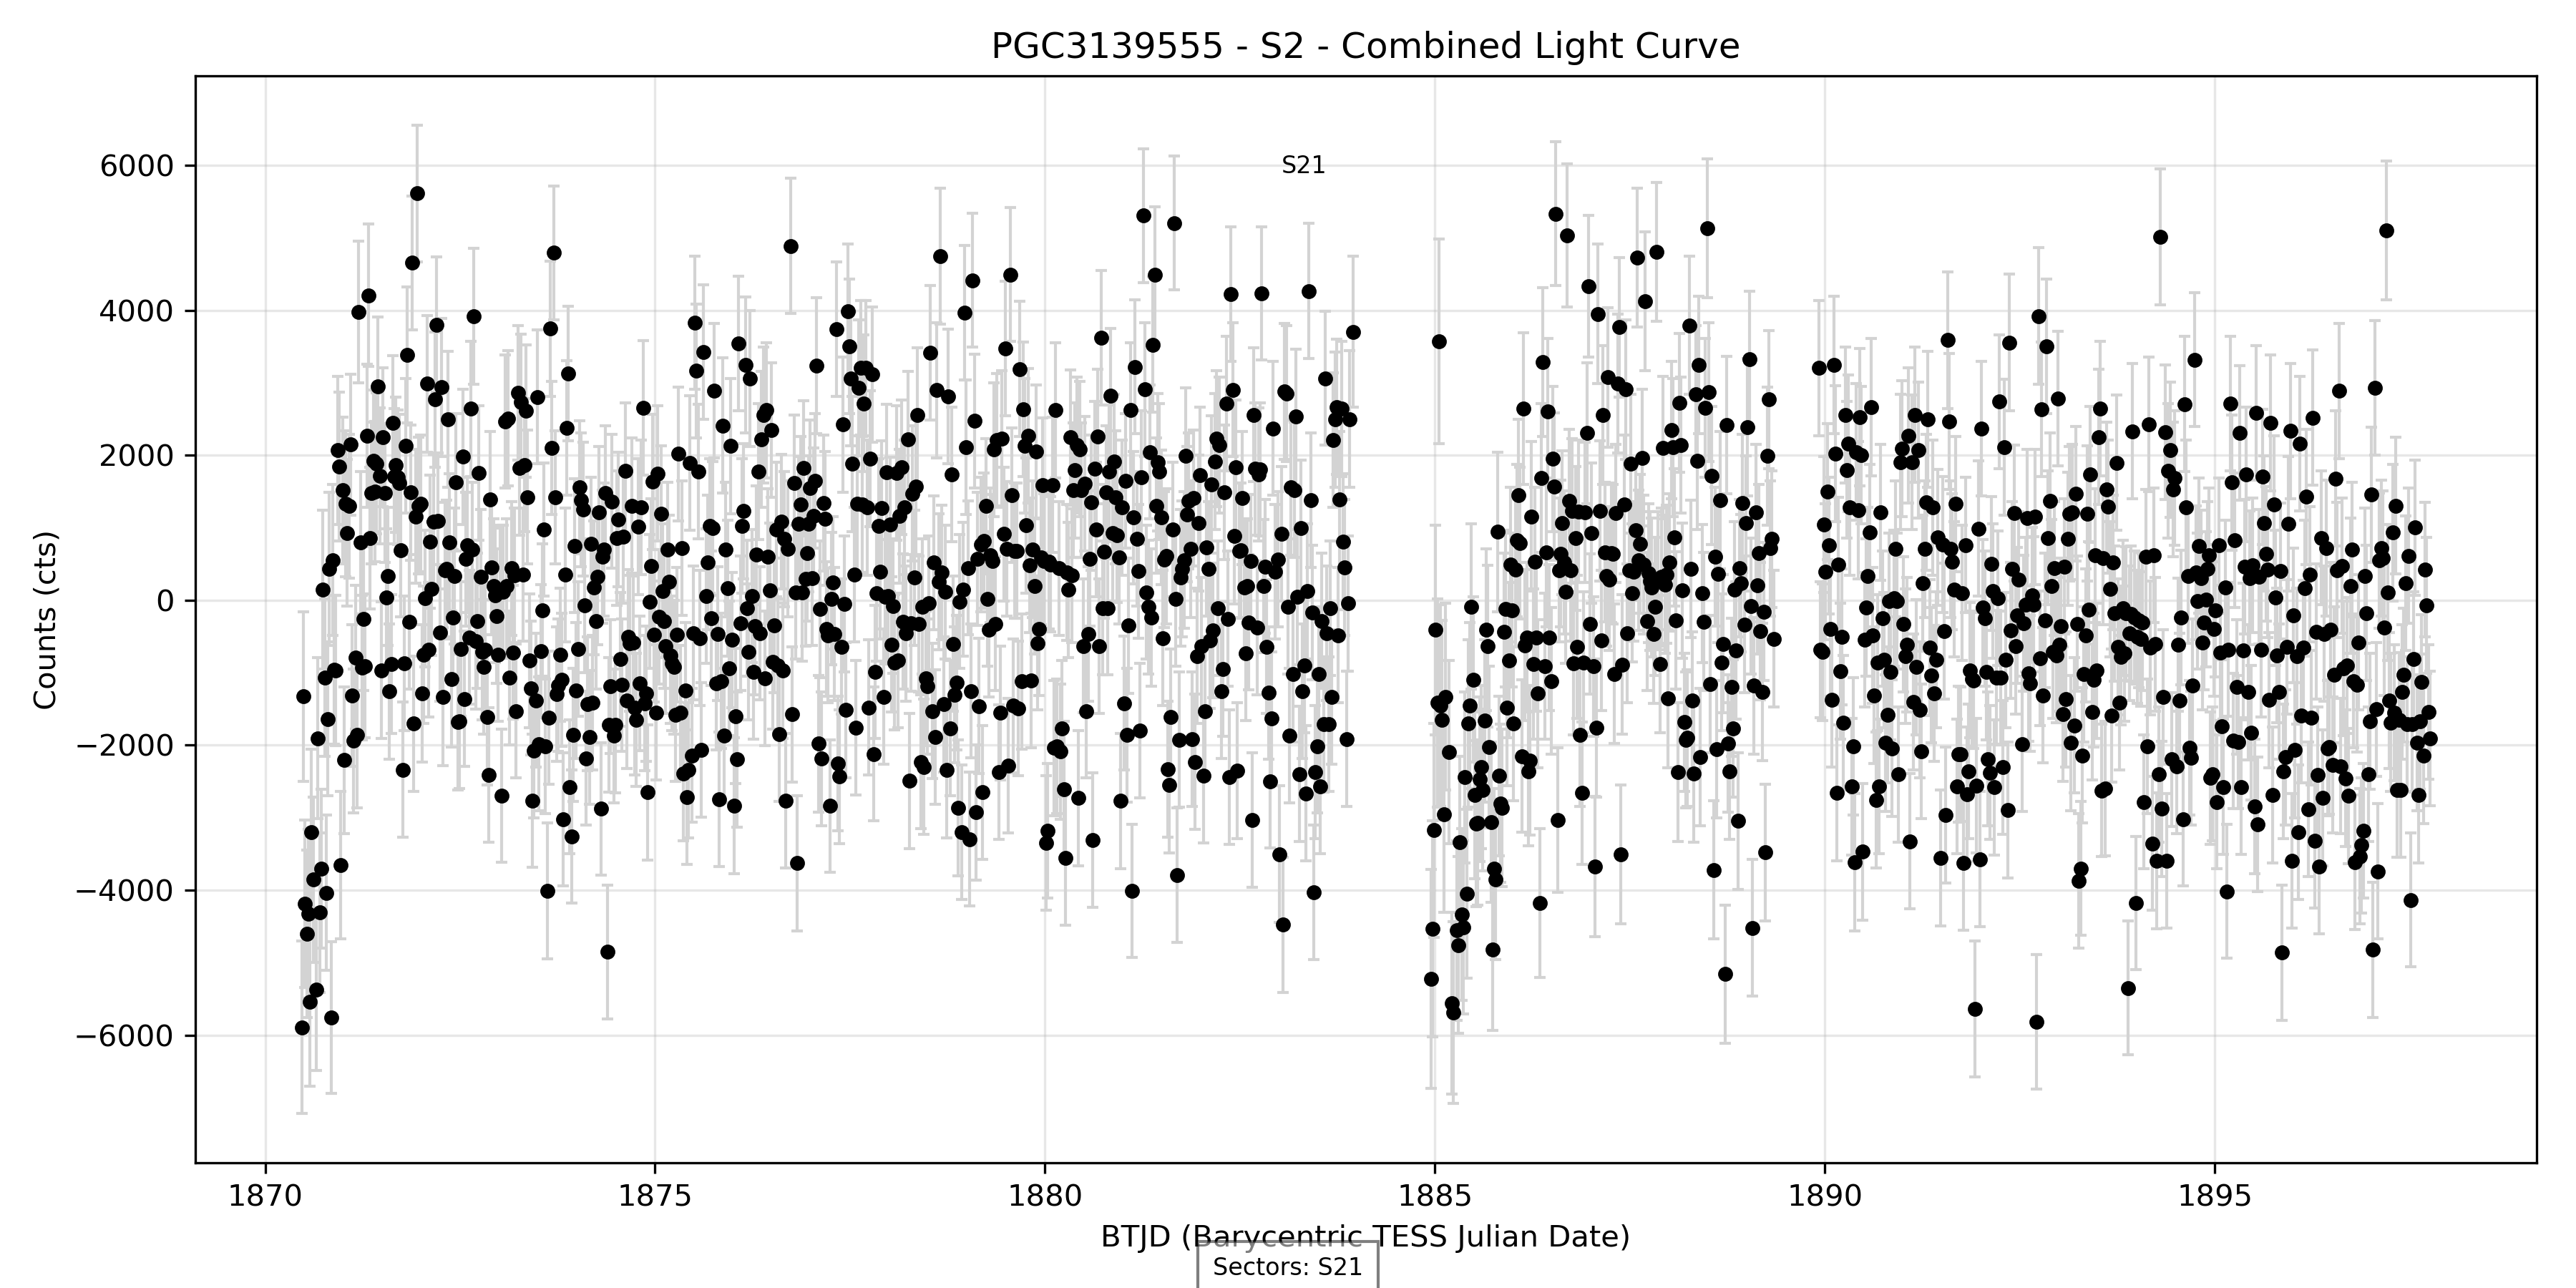 PGC3139555 - S2 - Combined Light Curve
Counts (cts)
6000
4000
2000
0
−2000
−4000
−6000
S21
1870 1875 1880 1885 1890 1895
BTJD (Barycentric TESS Julian Date)
Sectors: S21